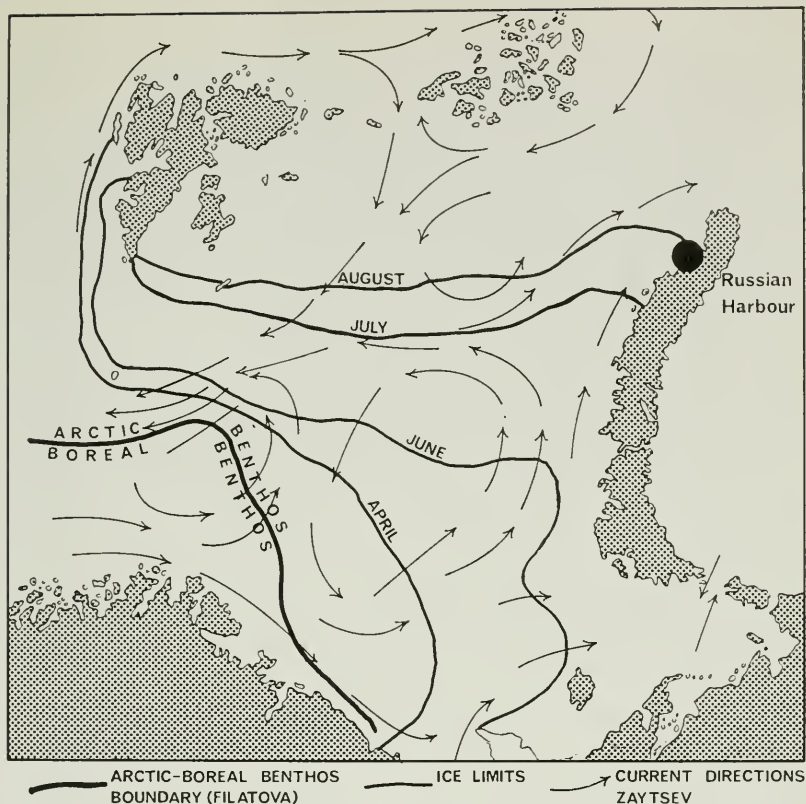 AUGUST
Russian
Harbour
JULY
ARCTIC
BOREAL
BENTHOS
BENTHOS
JUNE
APRIL
ARCTIC-BOREAL BENTHOS
BOUNDARY (FILATOVA)
ICE LIMITS
CURRENT DIRECTIONS
ZAYTSEV